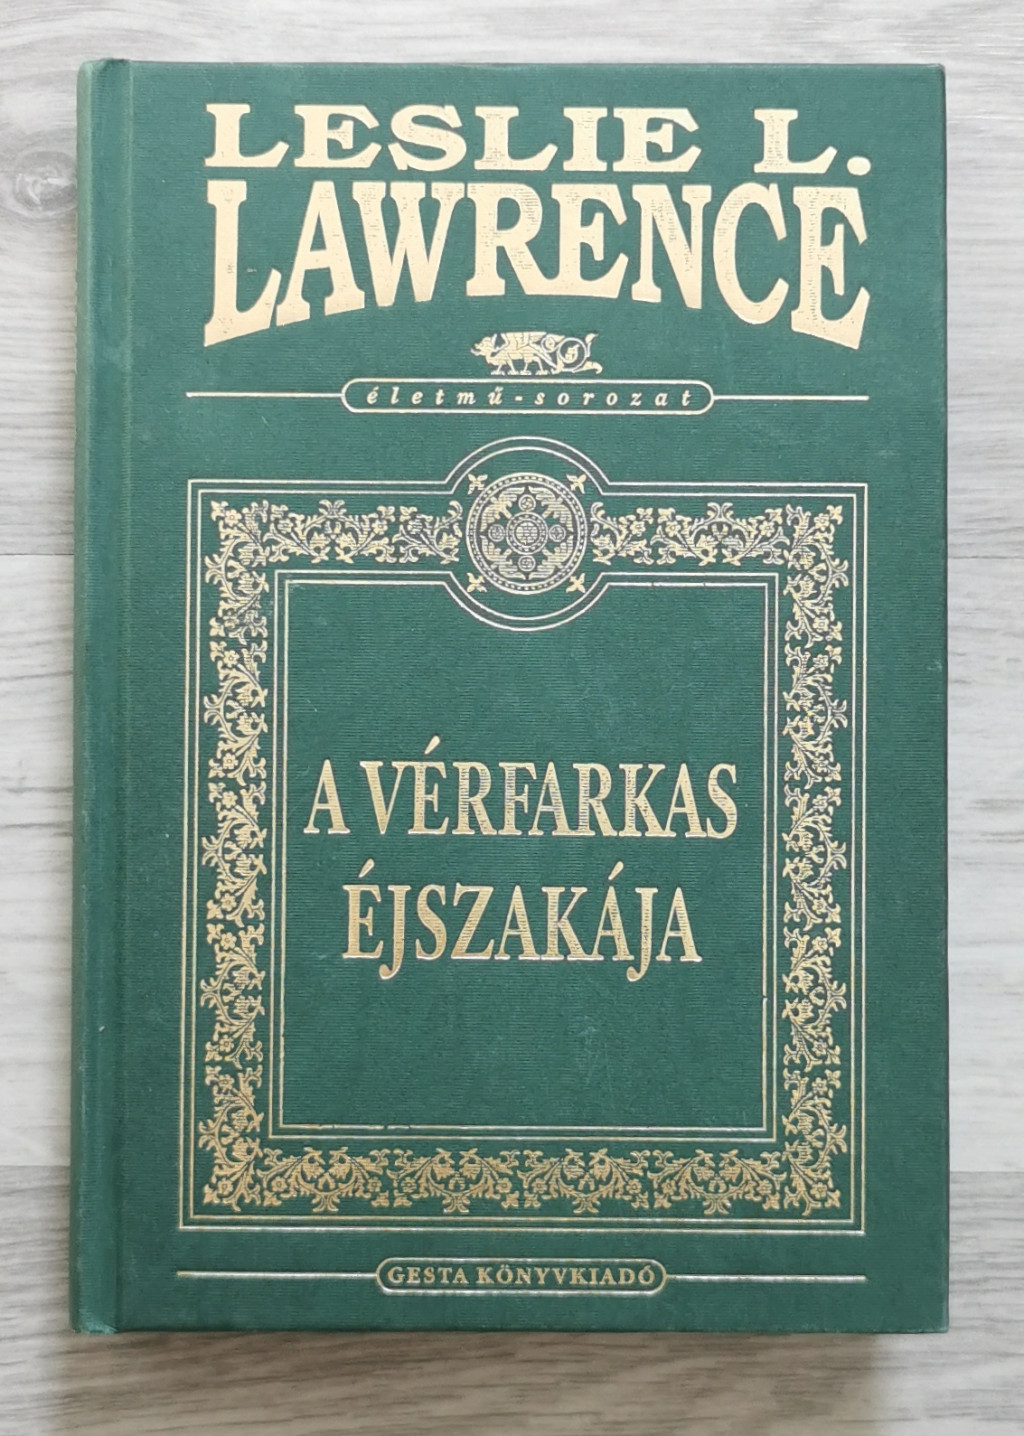 LESLIE L.
LAWRENCE
életmű-sorozat
A VÉRFARKAS
ÉJSZAKÁJA
GESTA KÖNYVKIADÓ